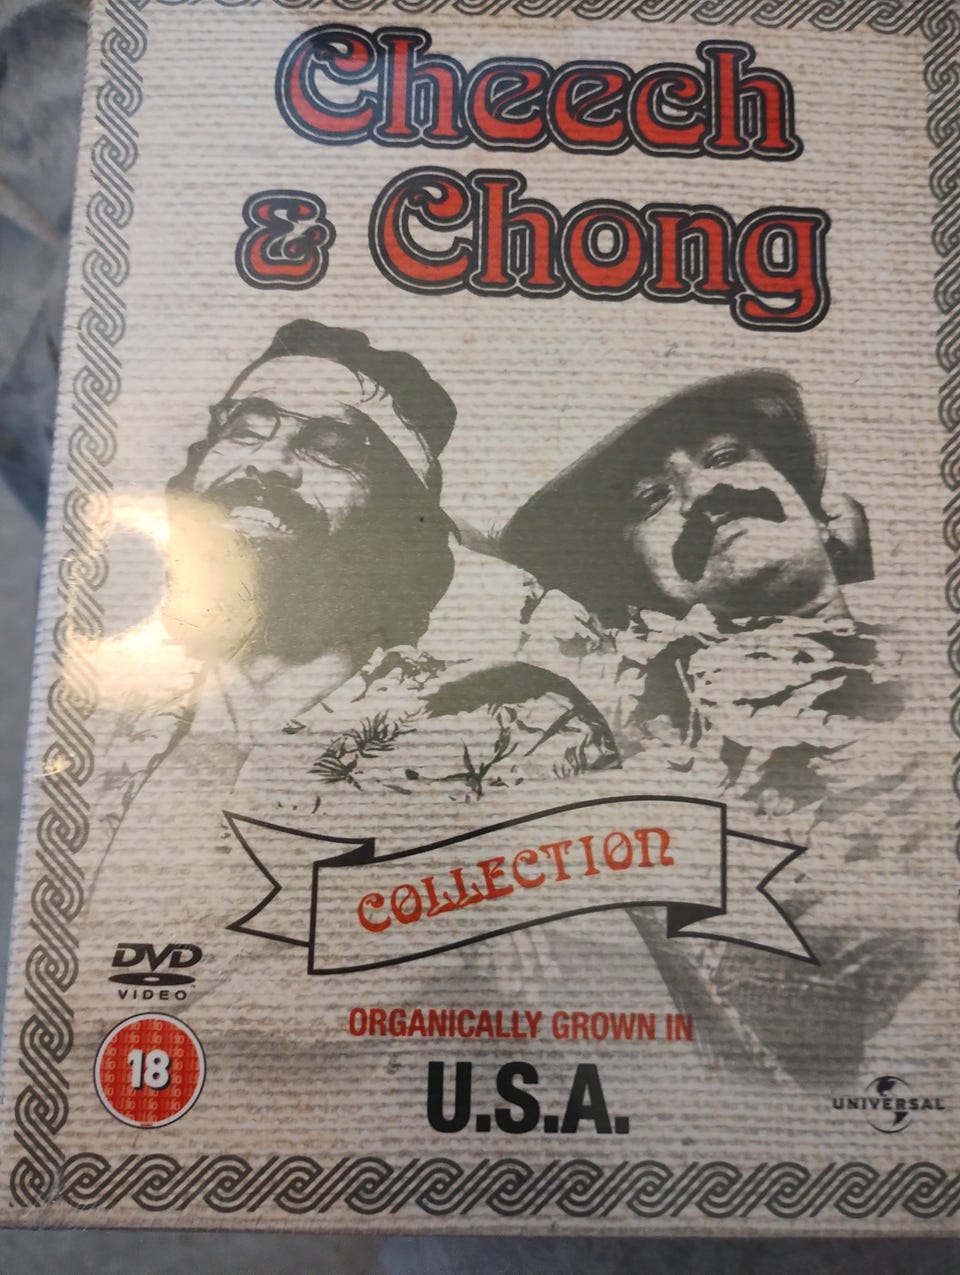 Cheech
& Chong
COLLECTION
DVD
VIDEO
18
ORGANICALLY GROWN IN
U.S.A.
UNIVERSAL